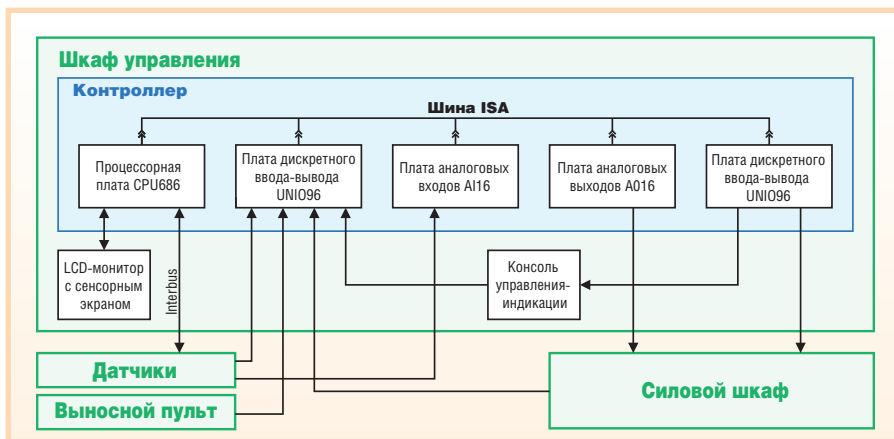 Шкаф управления
Контроллер
Шина ISA
Процессорная
плата CPU686
Плата дискретного
ввода-вывода
UNIO96
Плата аналоговых
входов AI16
Плата аналоговых
выходов A016
Плата дискретного
ввода-вывода
UNIO96
LCD-монитор
с сенсорным
экраном
Interbus
Консоль
управления-
индикации
Датчики
Выносной пульт
Силовой шкаф